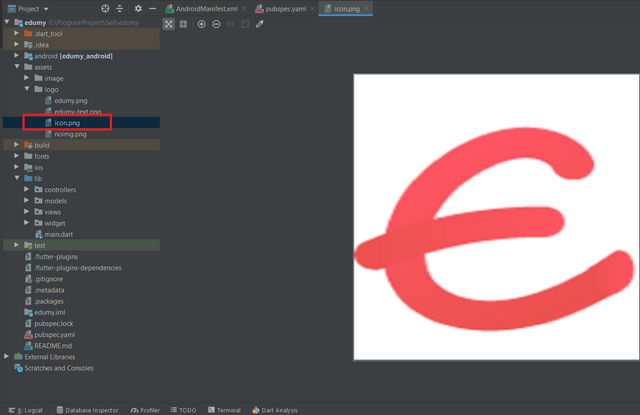 Project
AndroidManifest.xml
pubspec.yaml
icon.png
edumy E:\ProgramProject\Self\edumy
.dart_tool
.idea
android [edumy_android]
assets
image
logo
edumy.png
edumy-text.png
icon.png
noimg.png
build
fonts
ios
lib
controllers
models
views
widget
main.dart
test
.flutter-plugins
.flutter-plugins-dependencies
.gitignore
.metadata
.packages
edumy.iml
pubspec.lock
pubspec.yaml
README.md
External Libraries
Scratches and Consoles
6: Logcat
Database Inspector
Profiler
TODO
Terminal
Dart Analysis